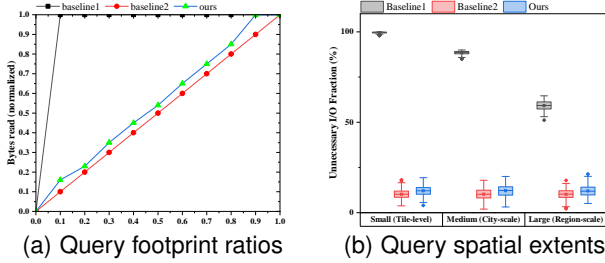 baseline1 baseline2 ours
Bytes read (normalized)
1.0
0.9
0.8
0.7
0.6
0.5
0.4
0.3
0.2
0.1
0.0
0.0 0.1 0.2 0.3 0.4 0.5 0.6 0.7 0.8 0.9 1.0
(a) Query footprint ratios
Baseline1 Baseline2 Ours
Unnecessary I/O Fraction (%)
100
50
0
Small (Tile-level) Medium (City-scale) Large (Region-scale)
(b) Query spatial extents